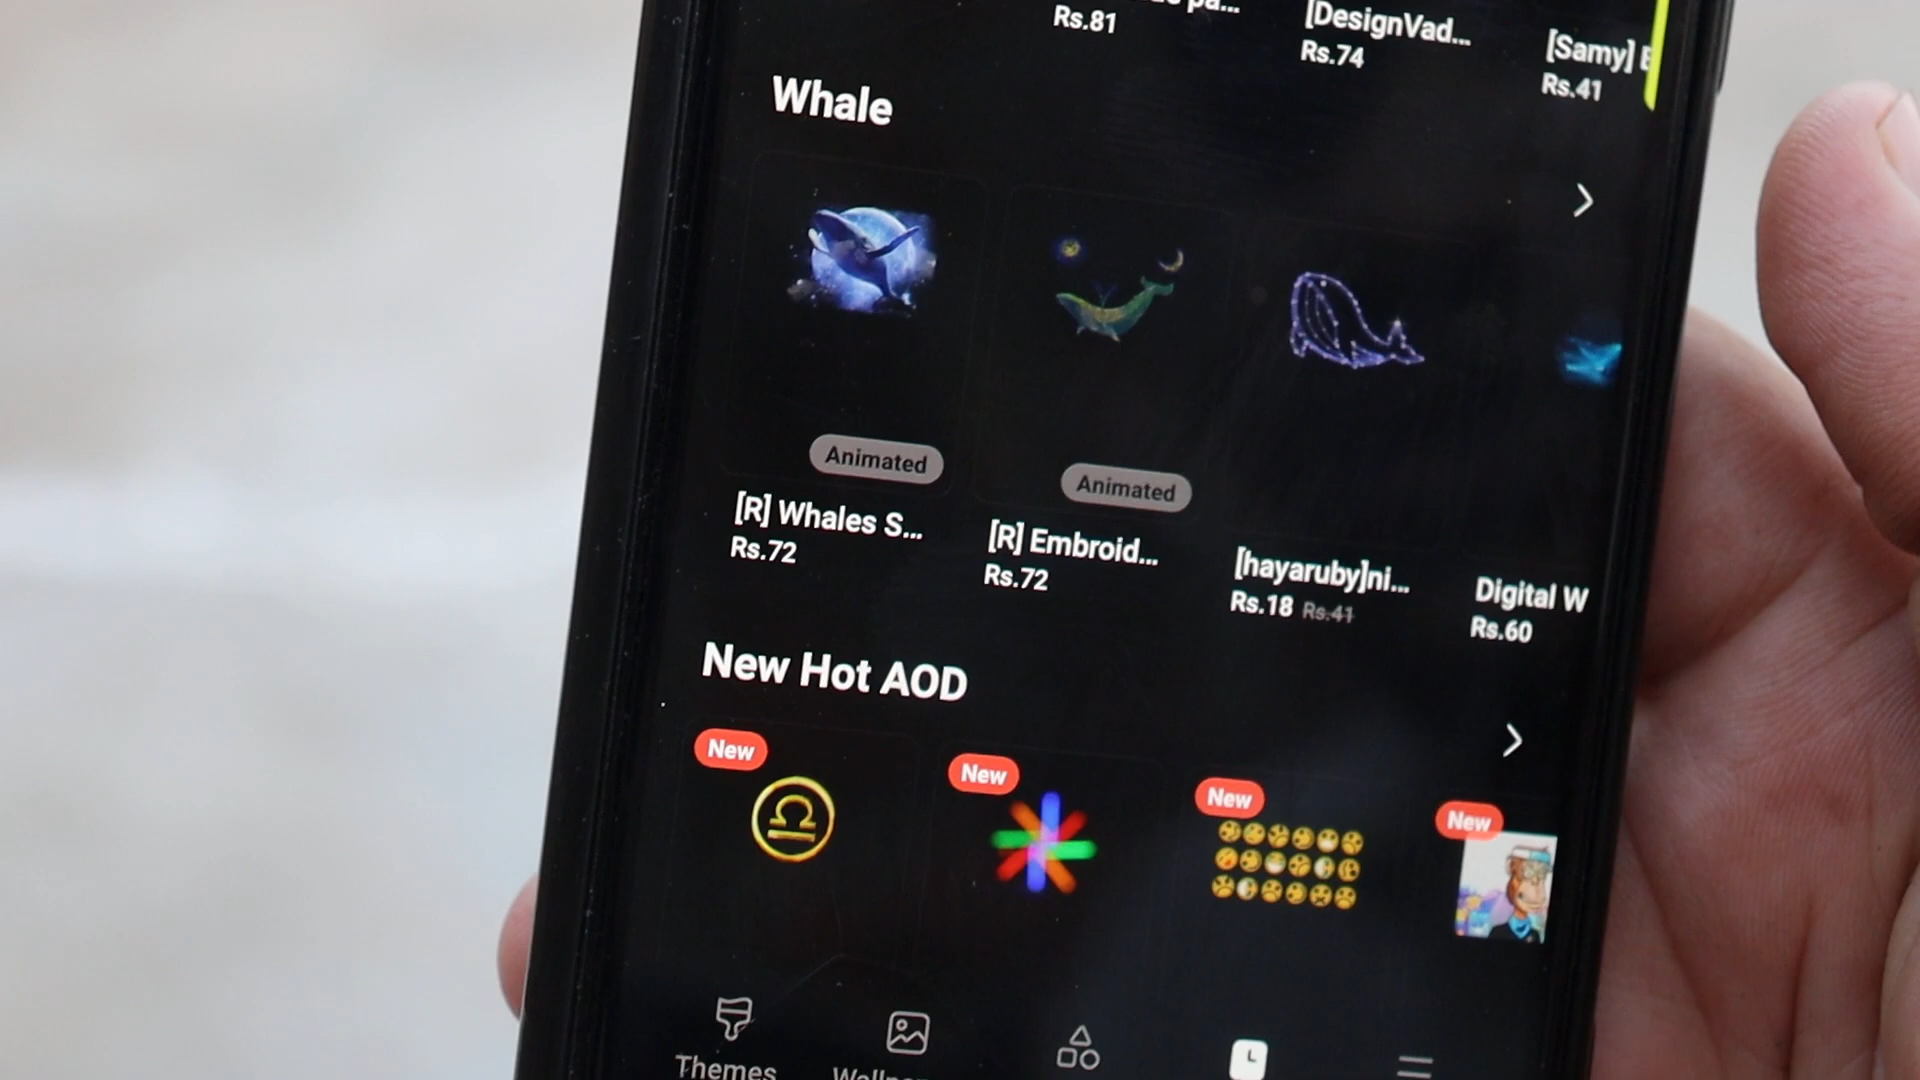 Rs.81
[DesignVad...
Rs.74
[Samy]
Rs.41
Whale
Animated
Animated
[R] Whales S...
Rs.72
[R] Embroid...
Rs.72
[hayaruby]ni...
Rs.18 Rs.41
Digital W
Rs.60
New Hot AOD
New
New
New
New
Themes